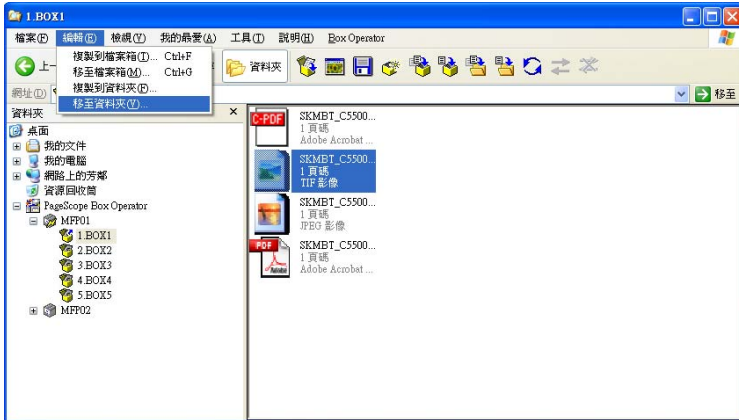 1.BOX1
檔案(F) 編輯(E) 檢視(V) 我的最愛(A) 工具(T) 說明(H) Box Operator
複製到檔案箱(I)... Ctrl+F
移至檔案箱(M)... Ctrl+G
複製到資料夾(P)...
移至資料夾(Y)...
上一 資料夾
網址(D) 移至
資料夾 ×
桌面
我的文件
我的電腦
網路上的芳鄰
資源回收筒
PageScope Box Operator
MFP01
1.BOX1
2.BOX2
3.BOX3
4.BOX4
5.BOX5
MFP02
C-PDF
SKMBT_C5500...
1 頁碼
Adobe Acrobat ...
SKMBT_C5500...
1 頁碼
TIF 影像
SKMBT_C5500...
1 頁碼
JPEG 影像
PDF
Adobe
SKMBT_C5500...
1 頁碼
Adobe Acrobat ...